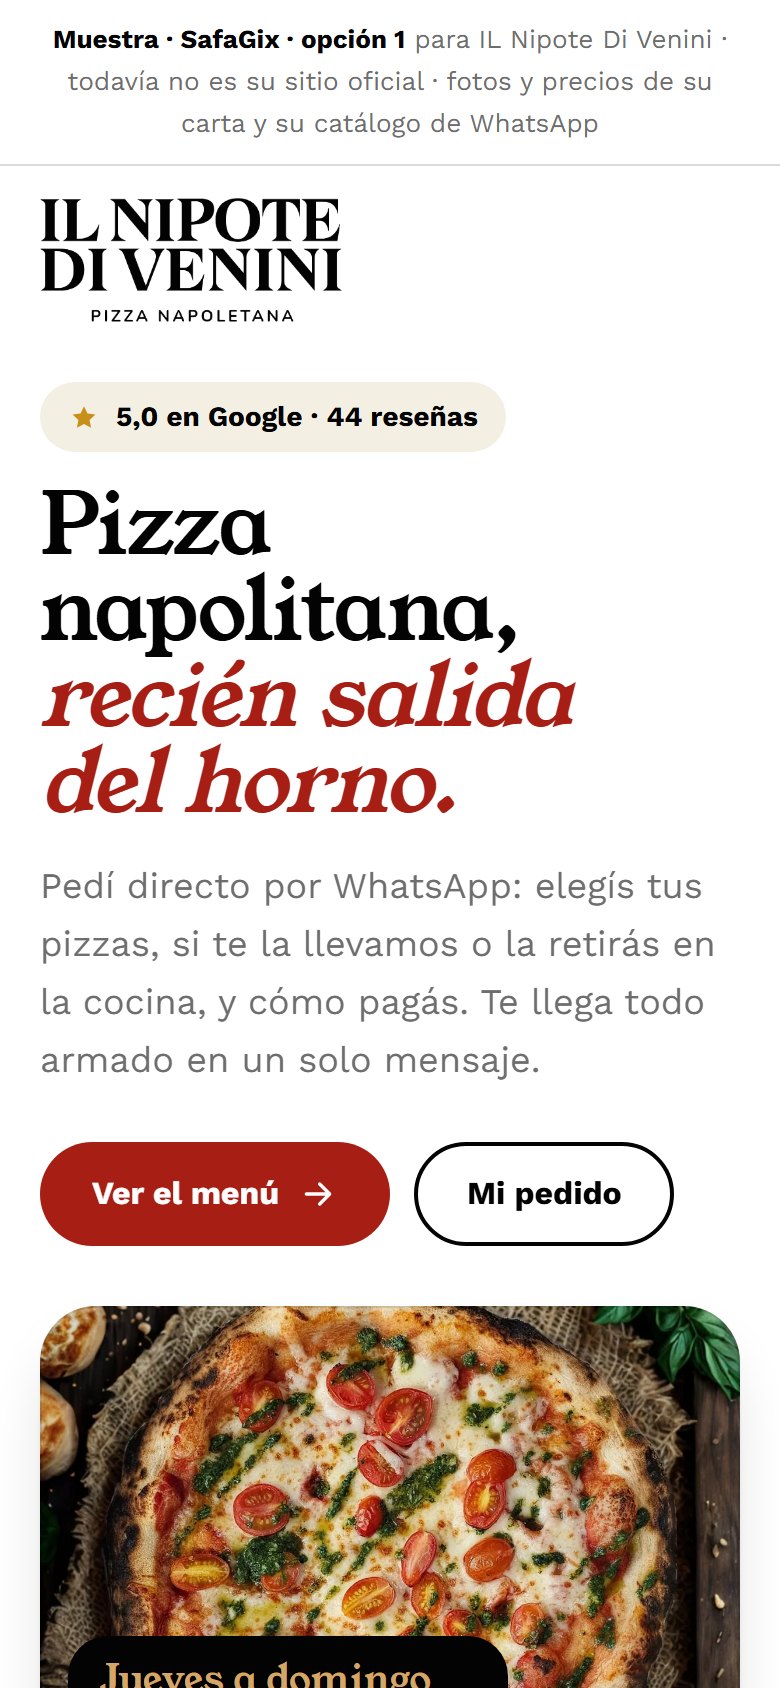 Muestra · SafaGix · opción 1 para IL Nipote Di Venini ·
todavía no es su sitio oficial · fotos y precios de su
carta y su catálogo de WhatsApp
IL NIPOTE
DI VENINI
PIZZA NAPOLETANA
5,0 en Google · 44 reseñas
Pizza
napolitana,
recién salida
del horno.
Pedí directo por WhatsApp: elegís tus
pizzas, si te la llevamos o la retirás en
la cocina, y cómo pagás. Te llega todo
armado en un solo mensaje.
Ver el menú →
Mi pedido
Jueves a domingo